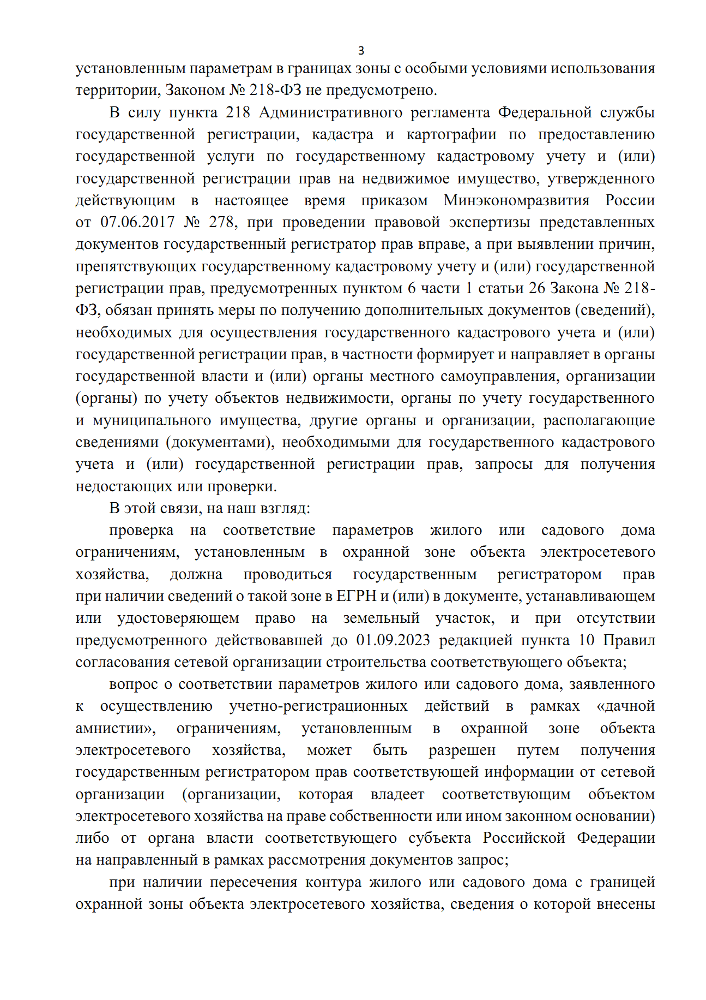 3
установленным параметрам в границах зоны с особыми условиями использования
территории, Законом № 218-ФЗ не предусмотрено.
В силу пункта 218 Административного регламента Федеральной службы
государственной регистрации, кадастра и картографии по предоставлению
государственной услуги по государственному кадастровому учету и (или)
государственной регистрации прав на недвижимое имущество, утвержденного
действующим в настоящее время приказом Минэкономразвития России
от 07.06.2017 № 278, при проведении правовой экспертизы представленных
документов государственный регистратор прав вправе, а при выявлении причин,
препятствующих государственному кадастровому учету и (или) государственной
регистрации прав, предусмотренных пунктом 6 части 1 статьи 26 Закона № 218-
ФЗ, обязан принять меры по получению дополнительных документов (сведений),
необходимых для осуществления государственного кадастрового учета и (или)
государственной регистрации прав, в частности формирует и направляет в органы
государственной власти и (или) органы местного самоуправления, организации
(органы) по учету объектов недвижимости, органы по учету государственного
и муниципального имущества, другие органы и организации, располагающие
сведениями (документами), необходимыми для государственного кадастрового
учета и (или) государственной регистрации прав, запросы для получения
недостающих или проверки.
В этой связи, на наш взгляд:
проверка на соответствие параметров жилого или садового дома
ограничениям, установленным в охранной зоне объекта электросетевого
хозяйства, должна проводиться государственным регистратором прав
при наличии сведений о такой зоне в ЕГРН и (или) в документе, устанавливающем
или удостоверяющем право на земельный участок, и при отсутствии
предусмотренного действовавшей до 01.09.2023 редакцией пункта 10 Правил
согласования сетевой организации строительства соответствующего объекта;
вопрос о соответствии параметров жилого или садового дома, заявленного
к осуществлению учетно-регистрационных действий в рамках «дачной
амнистии», ограничениям, установленным в охранной зоне объекта
электросетевого хозяйства, может быть разрешен путем получения
государственным регистратором прав соответствующей информации от сетевой
организации (организации, которая владеет соответствующим объектом
электросетевого хозяйства на праве собственности или ином законном основании)
либо от органа власти соответствующего субъекта Российской Федерации
на направленный в рамках рассмотрения документов запрос;
при наличии пересечения контура жилого или садового дома с границей
охранной зоны объекта электросетевого хозяйства, сведения о которой внесены